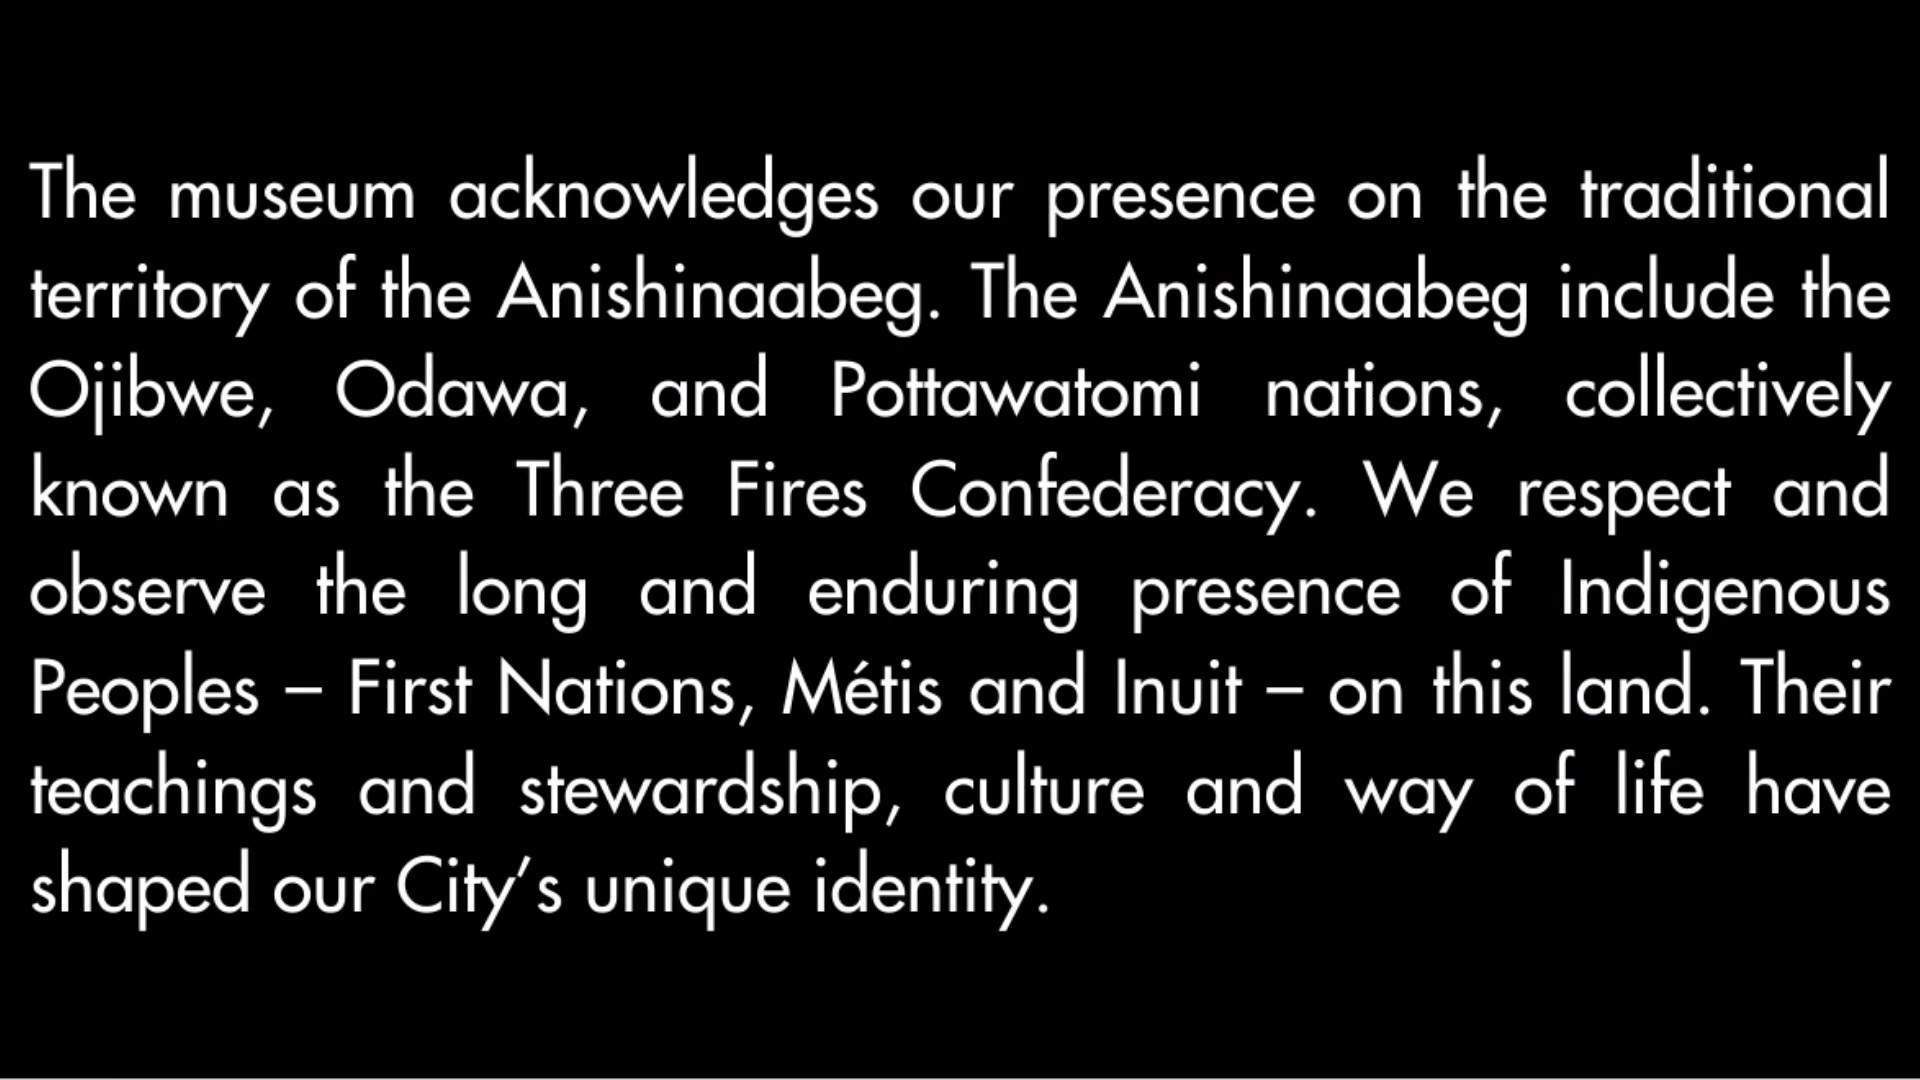 The museum acknowledges our presence on the traditional
territory of the Anishinaabeg. The Anishinaabeg include the
Ojibwe, Odawa, and Pottawatomi nations, collectively
known as the Three Fires Confederacy. We respect and
observe the long and enduring presence of Indigenous
Peoples – First Nations, Métis and Inuit – on this land. Their
teachings and stewardship, culture and way of life have
shaped our City’s unique identity.